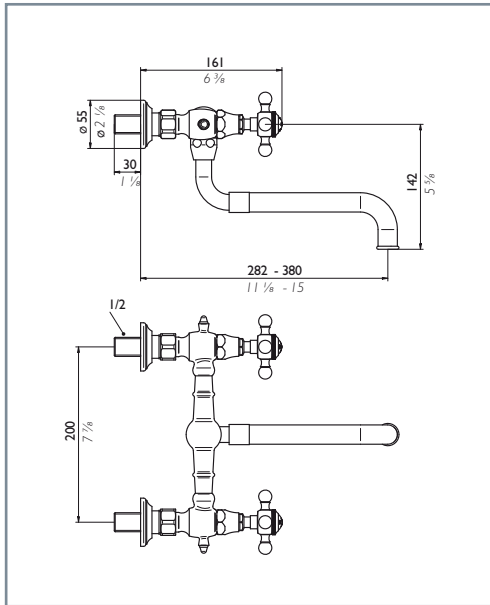 161
6 ³⁄₈
ø 55
ø 2 ¹⁄₈
30
1 ¹⁄₈
142
5 ⁵⁄₈
282 - 380
11 ¹⁄₈ - 15
1/2
200
7 ⁷⁄₈